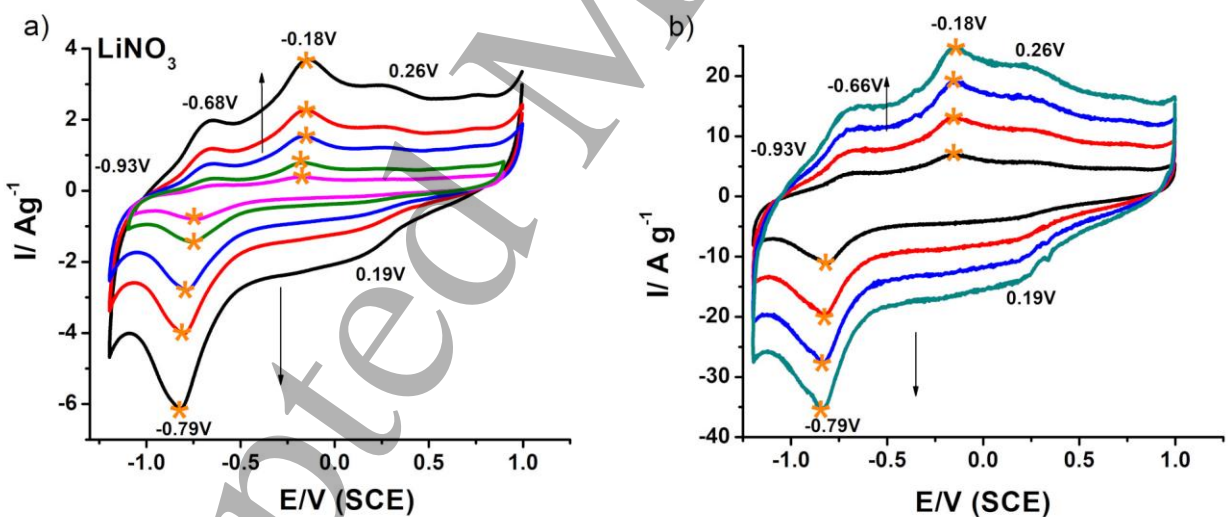 a)
LiNO3
-0.18V
0.26V
-0.68V
-0.93V
0.19V
-0.79V
4
2
0
-2
-4
-6
I/ Ag-1
-1.0 -0.5 0.0 0.5 1.0
E/V (SCE)
b)
-0.18V
0.26V
-0.66V
-0.93V
0.19V
-0.79V
20
10
0
-10
-20
-30
-40
I/ A g-1
-1.0 -0.5 0.0 0.5 1.0
E/V (SCE)
pted M